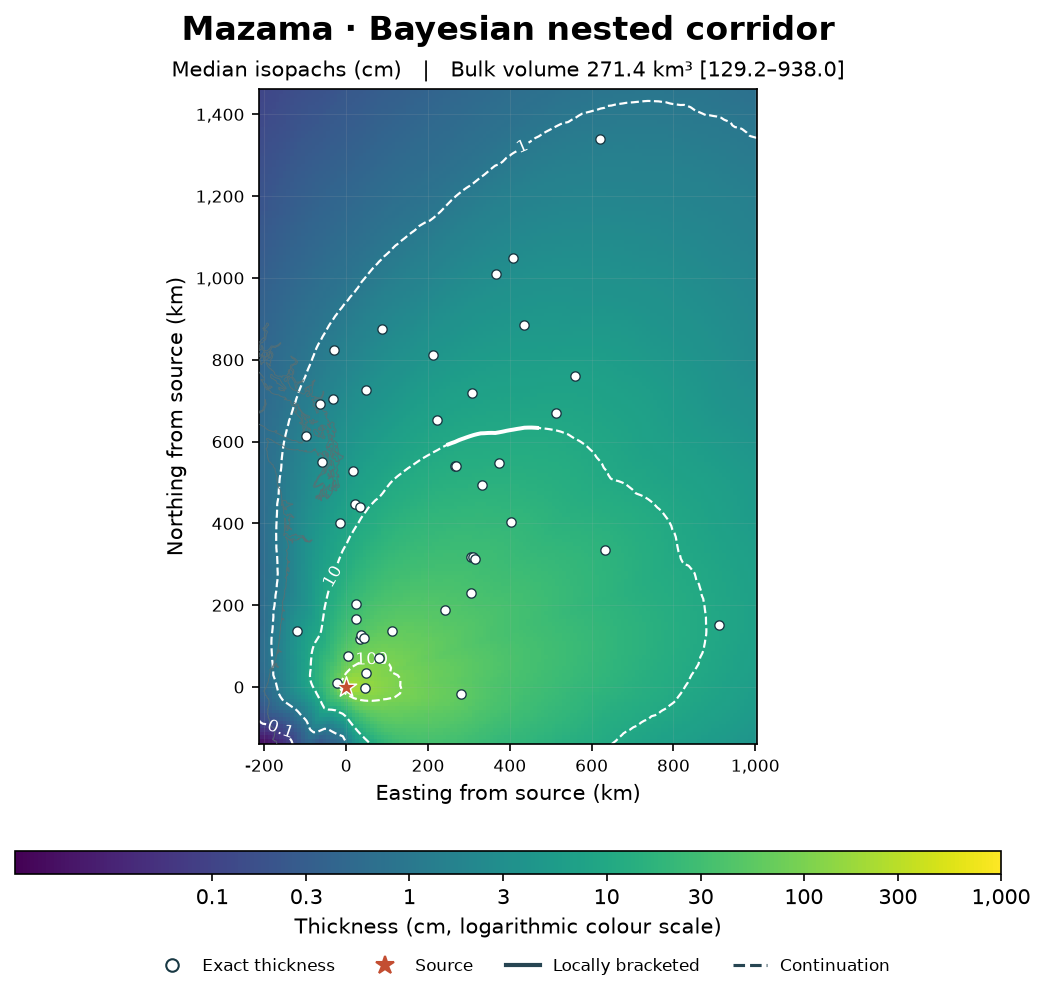 Mazama · Bayesian nested corridor
Median isopachs (cm) | Bulk volume 271.4 km³ [129.2–938.0]
1,400
1,200
1,000
800
600
400
200
0
Northing from source (km)
1
10
100
0.1
-200 0 200 400 600 800 1,000
Easting from source (km)
0.1 0.3 1 3 10 30 100 300 1,000
Thickness (cm, logarithmic colour scale)
Exact thickness Source Locally bracketed Continuation